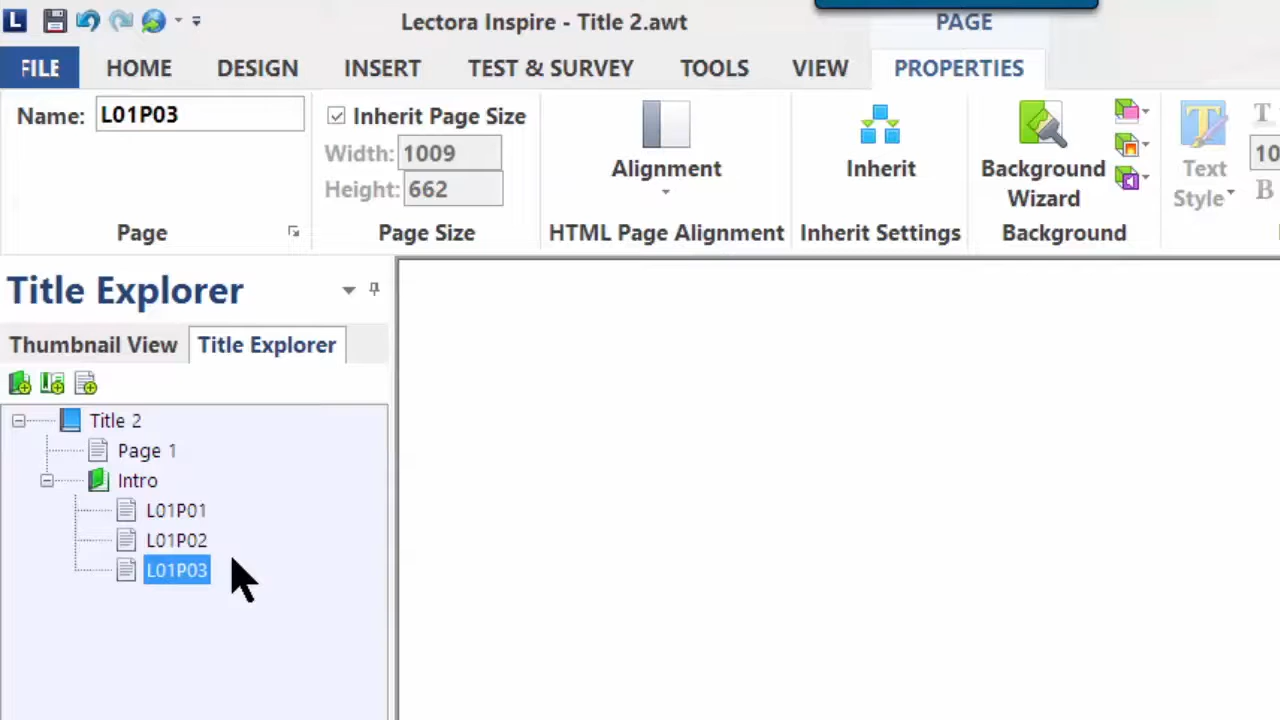 L Lectora Inspire - Title 2.awt PAGE
FILE HOME DESIGN INSERT TEST & SURVEY TOOLS VIEW PROPERTIES
Name: L01P03
Inherit Page Size
Width: 1009
Height: 662
Alignment
Inherit
Background
Wizard
Text
Style
T
10
B
Page
Page Size
HTML Page Alignment
Inherit Settings
Background
Title Explorer
Thumbnail View Title Explorer
Title 2
Page 1
Intro
L01P01
L01P02
L01P03